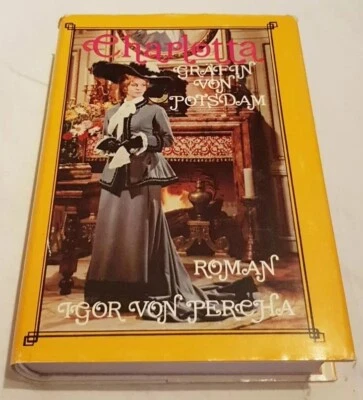 Charlotta
GRÄFIN
VON
POTSDAM
ROMAN
IGOR VON PERCHA